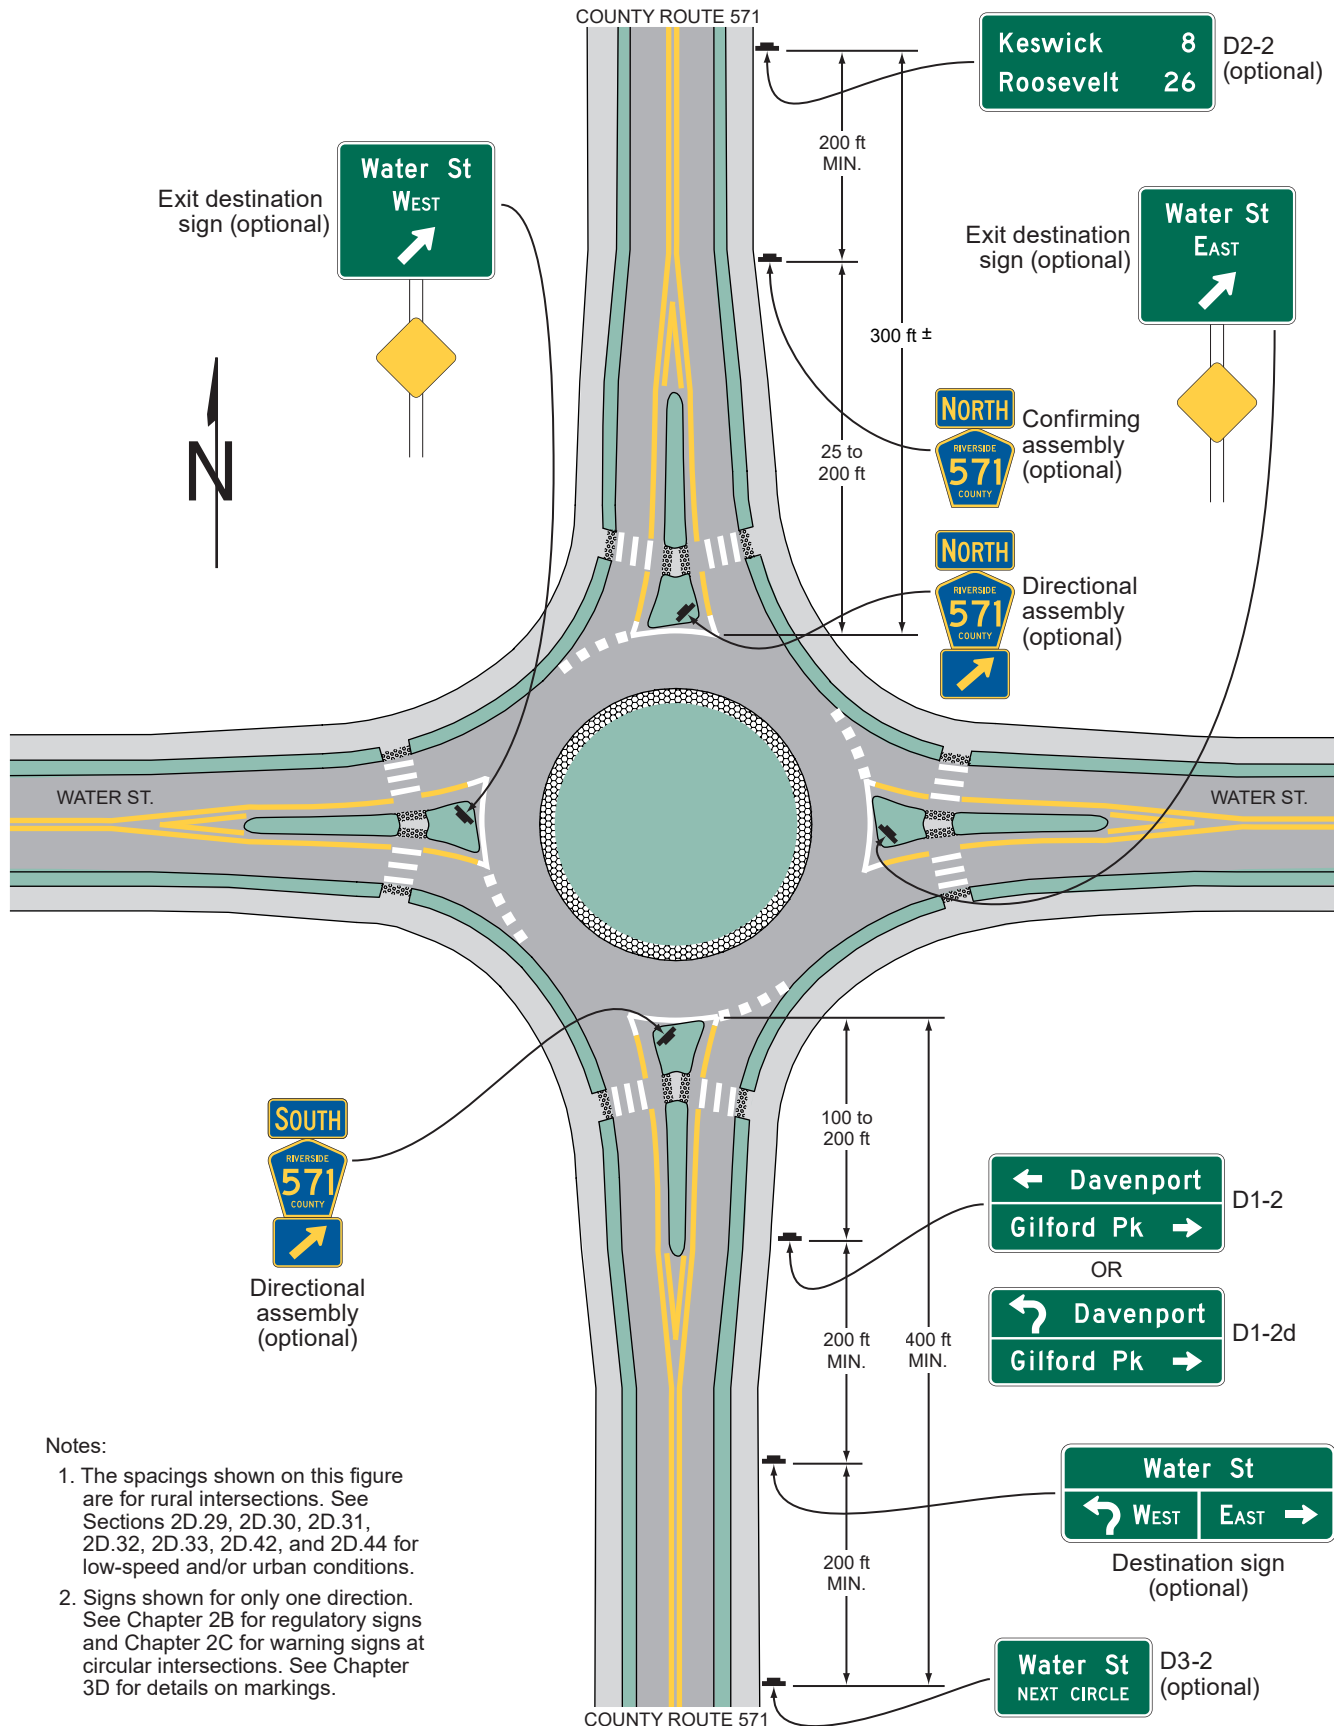 COUNTY ROUTE 571
Keswick 8
Roosevelt 26
D2-2
(optional)
200 ft
MIN.
Water St
WEST
Exit destination
sign (optional)
Water St
EAST
Exit destination
sign (optional)
300 ft ±
N
25 to
200 ft
NORTH
RIVERSIDE
571
COUNTY
Confirming
assembly
(optional)
NORTH
RIVERSIDE
571
COUNTY
Directional
assembly
(optional)
WATER ST.
WATER ST.
SOUTH
RIVERSIDE
571
COUNTY
Directional
assembly
(optional)
100 to
200 ft
Davenport
Gilford Pk
D1-2
OR
Davenport
Gilford Pk
D1-2d
200 ft
MIN.
400 ft
MIN.
Water St
WEST EAST
Destination sign
(optional)
200 ft
MIN.
Water St
NEXT CIRCLE
D3-2
(optional)
COUNTY ROUTE 571
Notes:
1. The spacings shown on this figure
are for rural intersections. See
Sections 2D.29, 2D.30, 2D.31,
2D.32, 2D.33, 2D.42, and 2D.44 for
low-speed and/or urban conditions.
2. Signs shown for only one direction.
See Chapter 2B for regulatory signs
and Chapter 2C for warning signs at
circular intersections. See Chapter
3D for details on markings.